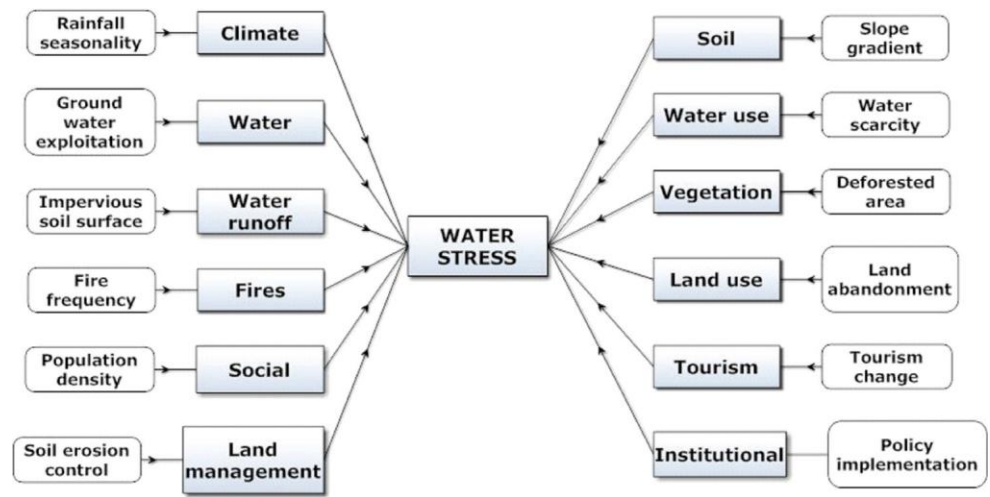 Rainfall
seasonality
Climate
Ground
water
exploitation
Water
Impervious
soil surface
Water
runoff
Fire
frequency
Fires
Population
density
Social
Soil erosion
control
Land
management
WATER
STRESS
Soil
Slope
gradient
Water use
Water
scarcity
Vegetation
Deforested
area
Land use
Land
abandonment
Tourism
Tourism
change
Institutional
Policy
implementation